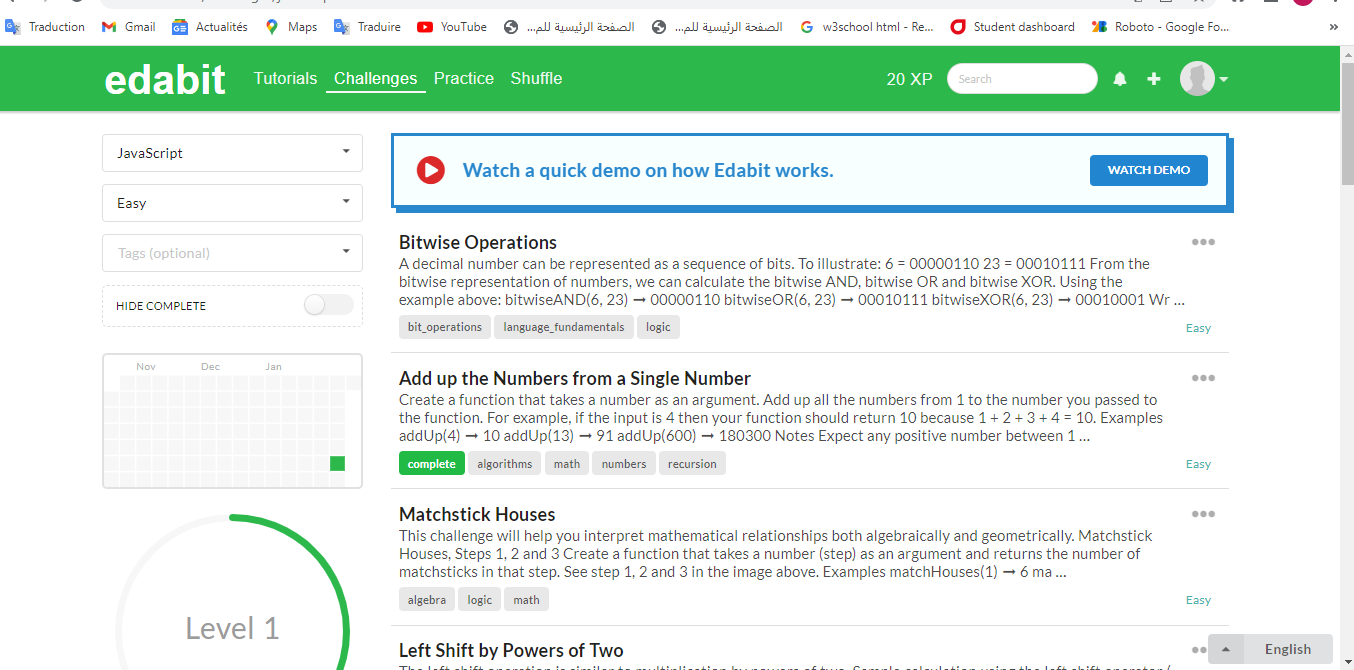 Traduction Gmail Actualités Maps Traduire YouTube الصفحة الرئيسية للم... الصفحة الرئيسية للم... w3school html - Re... Student dashboard Roboto - Google Fo... »
edabit Tutorials Challenges Practice Shuffle 20 XP Search
JavaScript
Easy
Tags (optional)
HIDE COMPLETE
Nov Dec Jan
Level 1
Watch a quick demo on how Edabit works. WATCH DEMO
Bitwise Operations
A decimal number can be represented as a sequence of bits. To illustrate: 6 = 00000110 23 = 00010111 From the
bitwise representation of numbers, we can calculate the bitwise AND, bitwise OR and bitwise XOR. Using the
example above: bitwiseAND(6, 23) ➞ 00000110 bitwiseOR(6, 23) ➞ 00010111 bitwiseXOR(6, 23) ➞ 00010001 Wr ...
bit_operations language_fundamentals logic Easy
Add up the Numbers from a Single Number
Create a function that takes a number as an argument. Add up all the numbers from 1 to the number you passed to
the function. For example, if the input is 4 then your function should return 10 because 1 + 2 + 3 + 4 = 10. Examples
addUp(4) ➞ 10 addUp(13) ➞ 91 addUp(600) ➞ 180300 Notes Expect any positive number between 1 ...
complete algorithms math numbers recursion Easy
Matchstick Houses
This challenge will help you interpret mathematical relationships both algebraically and geometrically. Matchstick
Houses, Steps 1, 2 and 3 Create a function that takes a number (step) as an argument and returns the number of
matchsticks in that step. See step 1, 2 and 3 in the image above. Examples matchHouses(1) ➞ 6 ma ...
algebra logic math Easy
Left Shift by Powers of Two
English